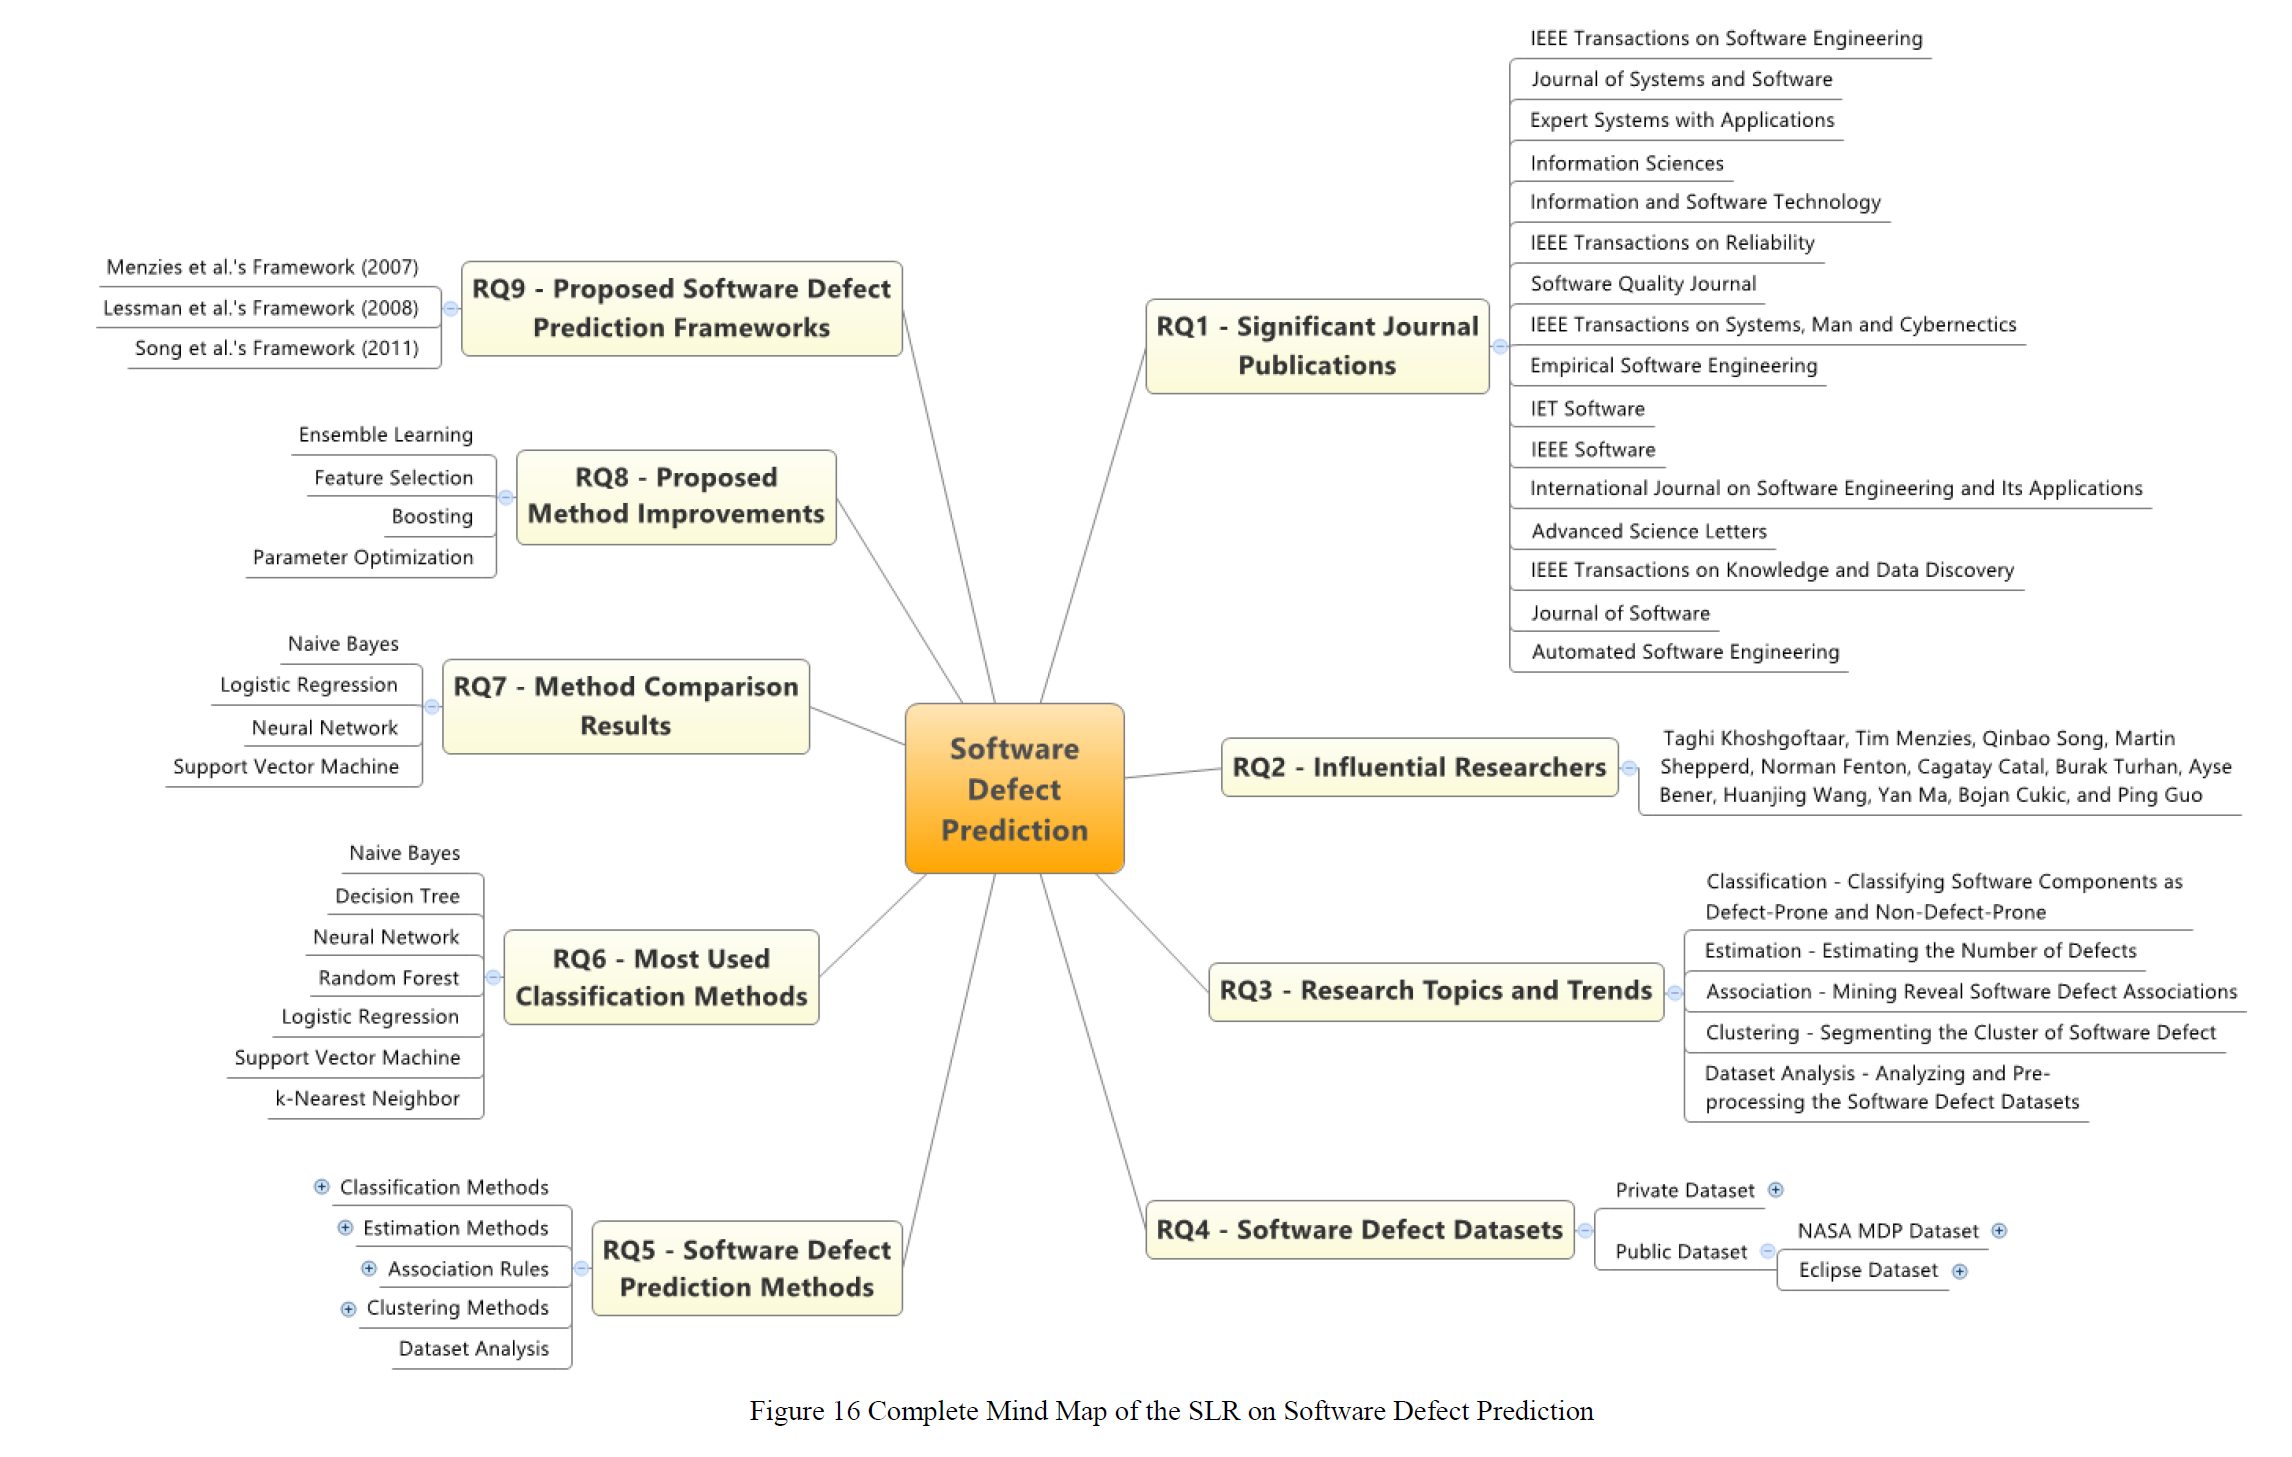 IEEE Transactions on Software Engineering
Journal of Systems and Software
Expert Systems with Applications
Information Sciences
Information and Software Technology
IEEE Transactions on Reliability
Software Quality Journal
IEEE Transactions on Systems, Man and Cybernectics
Empirical Software Engineering
IET Software
IEEE Software
International Journal on Software Engineering and Its Applications
Advanced Science Letters
IEEE Transactions on Knowledge and Data Discovery
Journal of Software
Automated Software Engineering
RQ1 - Significant Journal
Publications
RQ2 - Influential Researchers
Taghi Khoshgoftaar, Tim Menzies, Qinbao Song, Martin
Shepperd, Norman Fenton, Cagatay Catal, Burak Turhan, Ayse
Bener, Huanjing Wang, Yan Ma, Bojan Cukic, and Ping Guo
RQ3 - Research Topics and Trends
Classification - Classifying Software Components as
Defect-Prone and Non-Defect-Prone
Estimation - Estimating the Number of Defects
Association - Mining Reveal Software Defect Associations
Clustering - Segmenting the Cluster of Software Defect
Dataset Analysis - Analyzing and Pre-
processing the Software Defect Datasets
RQ4 - Software Defect Datasets
Private Dataset
Public Dataset
NASA MDP Dataset
Eclipse Dataset
Software
Defect
Prediction
RQ9 - Proposed Software Defect
Prediction Frameworks
Menzies et al.'s Framework (2007)
Lessman et al.'s Framework (2008)
Song et al.'s Framework (2011)
RQ8 - Proposed
Method Improvements
Ensemble Learning
Feature Selection
Boosting
Parameter Optimization
RQ7 - Method Comparison
Results
Naive Bayes
Logistic Regression
Neural Network
Support Vector Machine
RQ6 - Most Used
Classification Methods
Naive Bayes
Decision Tree
Neural Network
Random Forest
Logistic Regression
Support Vector Machine
k-Nearest Neighbor
RQ5 - Software Defect
Prediction Methods
Classification Methods
Estimation Methods
Association Rules
Clustering Methods
Dataset Analysis
Figure 16 Complete Mind Map of the SLR on Software Defect Prediction